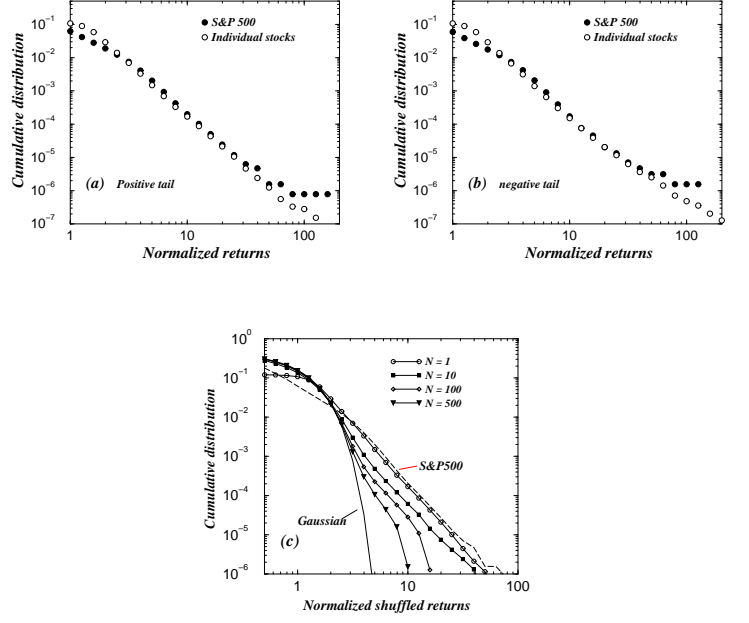 10^-1
10^-2
10^-3
10^-4
10^-5
10^-6
10^-7
Cumulative distribution
S&P 500
Individual stocks
(a) Positive tail
1 10 100
Normalized returns
10^-1
10^-2
10^-3
10^-4
10^-5
10^-6
10^-7
Cumulative distribution
S&P 500
Individual stocks
(b) negative tail
1 10 100
Normalized returns
10^0
10^-1
10^-2
10^-3
10^-4
10^-5
10^-6
Cumulative distribution
N = 1
N = 10
N = 100
N = 500
S&P500
Gaussian
(c)
1 10 100
Normalized shuffled returns